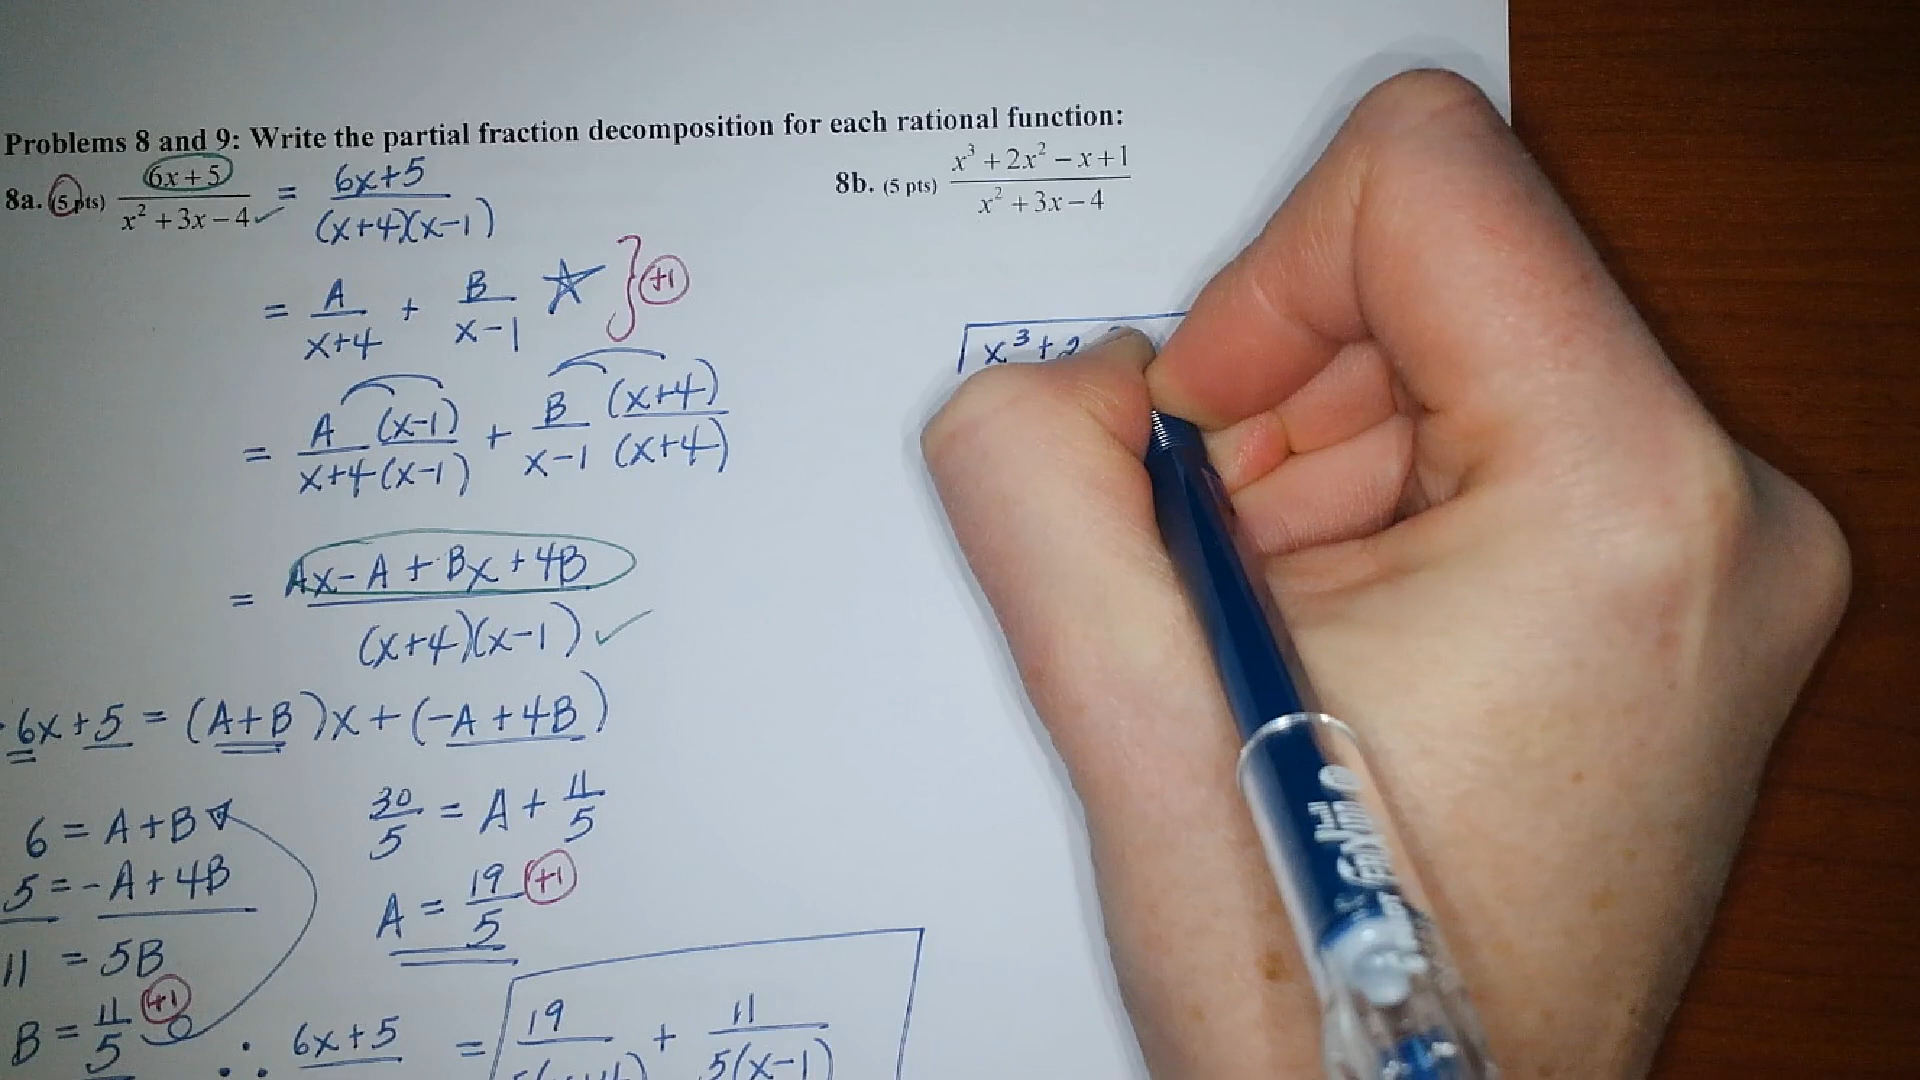 Problems 8 and 9: Write the partial fraction decomposition for each rational function:
8a. (5 pts) (6x+5)/(x² + 3x − 4) ✓ = (6x+5)/((x+4)(x−1))
= A/(x+4) + B/(x−1) ☆ } +1
= A(x−1)/(x+4(x−1)) + B(x+4)/(x−1(x+4))
= (Ax−A+Bx+4B)/((x+4)(x−1)) ✓
6x+5 = (A+B)x+(−A+4B)
6 = A+B
5 = −A+4B
11 = 5B
B = 11/5 +1
30/5 = A + 11/5
A = 19/5 +1
∴ 6x+5 = 19 + 11/(5(x−1))
8b. (5 pts) (x³ + 2x² − x + 1)/(x² + 3x − 4)
x³+2